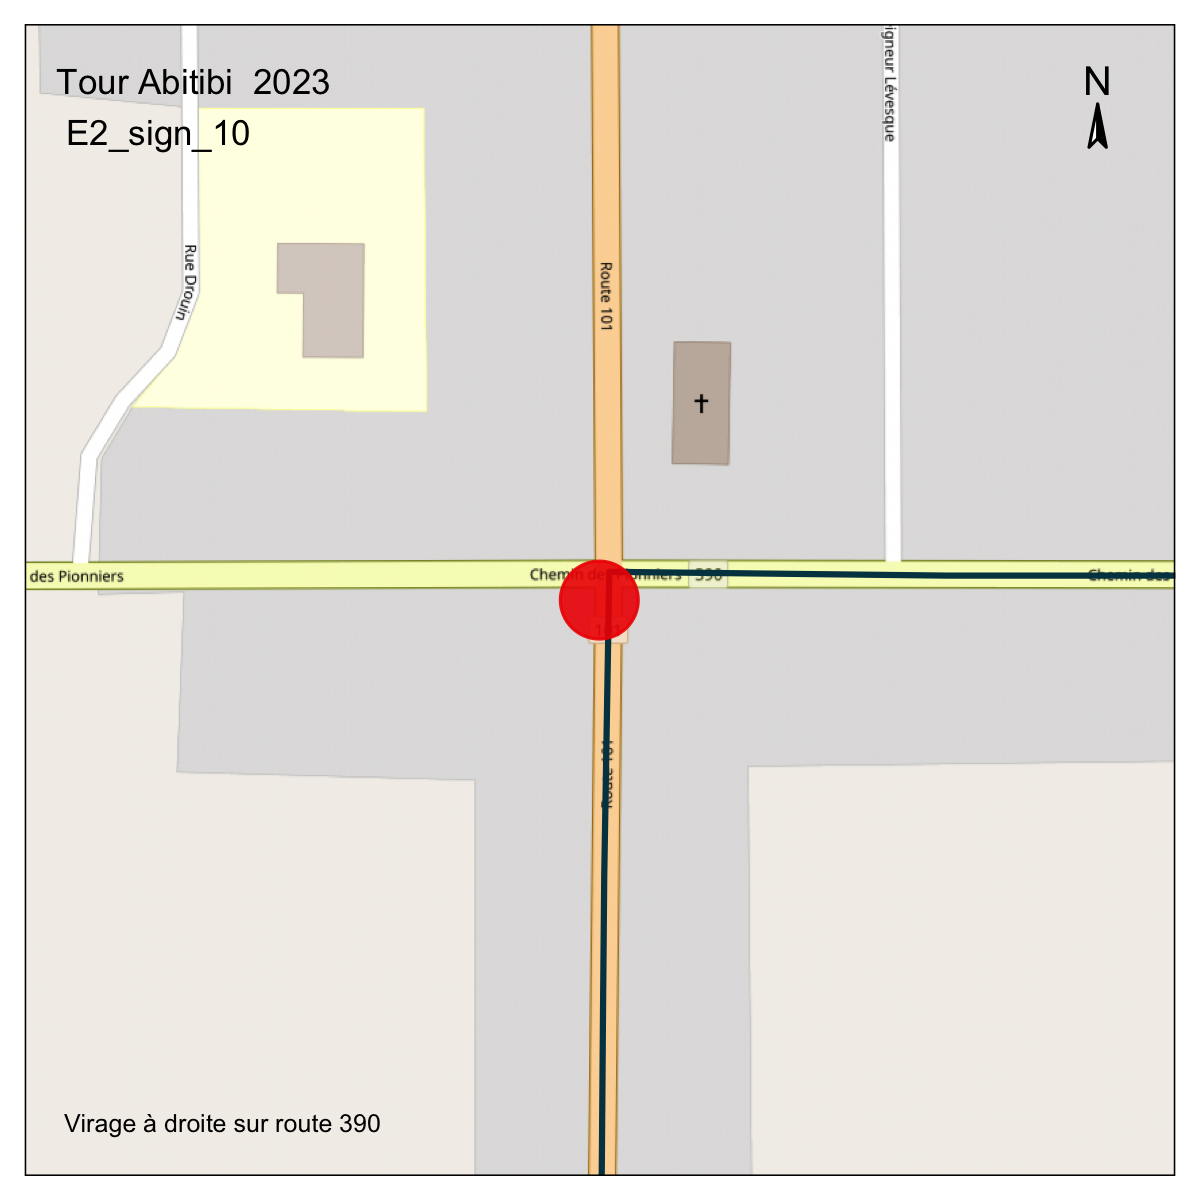 Tour Abitibi 2023
E2_sign_10
N
igneur Lévesque
Rue Drouin
Route 101
des Pionniers
Chemin des Pionniers
390
Chemin des
101
Route 101
Virage à droite sur route 390